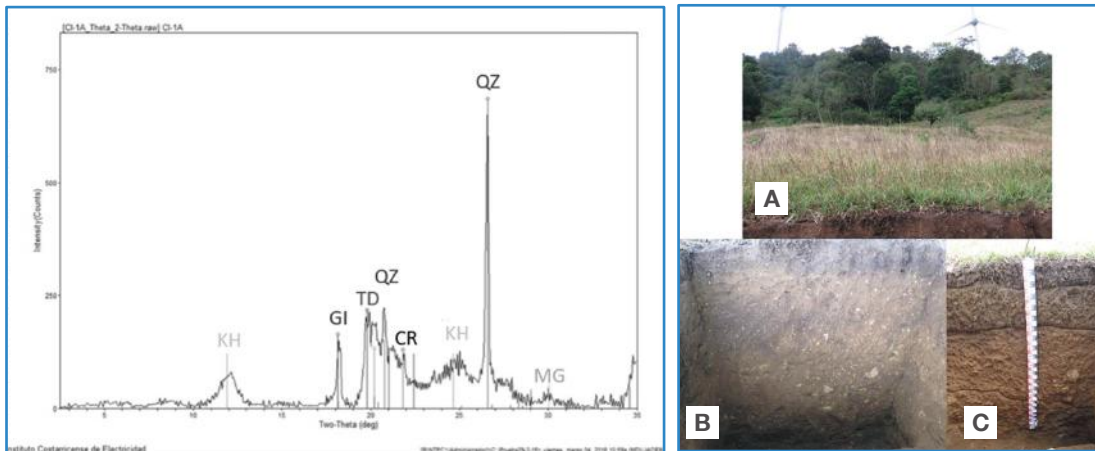 [CI-1A_Theta_2-Theta.raw] CI-1A
750
500
250
0
Intensity(Counts)
KH
GI
TD
QZ
CR
KH
QZ
MG
5
10
15
20
25
30
35
Two-Theta (deg)
Instituto Costarricense de Electricidad
A
B
C